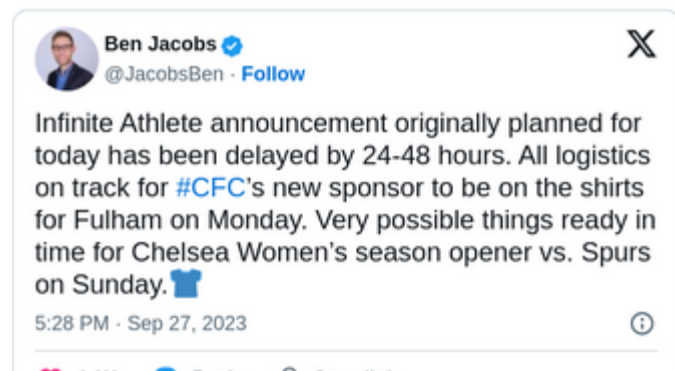 Ben Jacobs
@JacobsBen · Follow
Infinite Athlete announcement originally planned for
today has been delayed by 24-48 hours. All logistics
on track for #CFC’s new sponsor to be on the shirts
for Fulham on Monday. Very possible things ready in
time for Chelsea Women’s season opener vs. Spurs
on Sunday.👕
5:28 PM · Sep 27, 2023